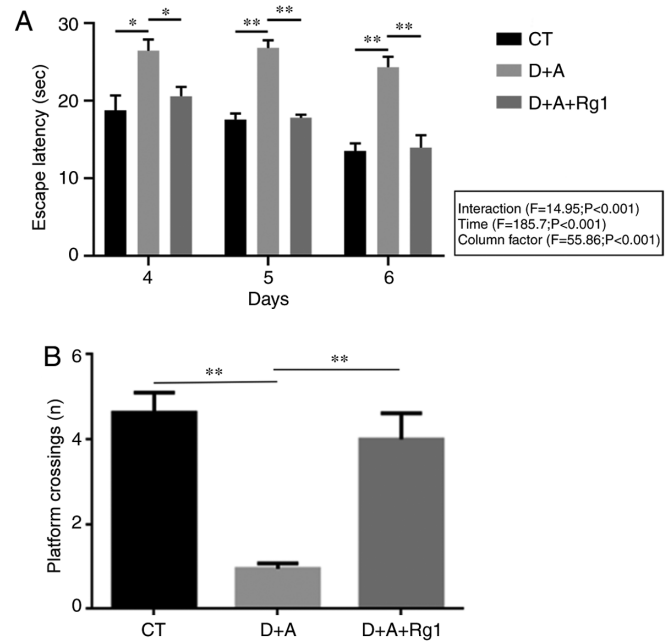 A
Escape latency (sec)
30
20
10
0
* *
** **
** **
4 5 6
Days
CT
D+A
D+A+Rg1
Interaction (F=14.95;P<0.001)
Time (F=185.7;P<0.001)
Column factor (F=55.86;P<0.001)
B
Platform crossings (n)
6
4
2
0
** **
CT D+A D+A+Rg1